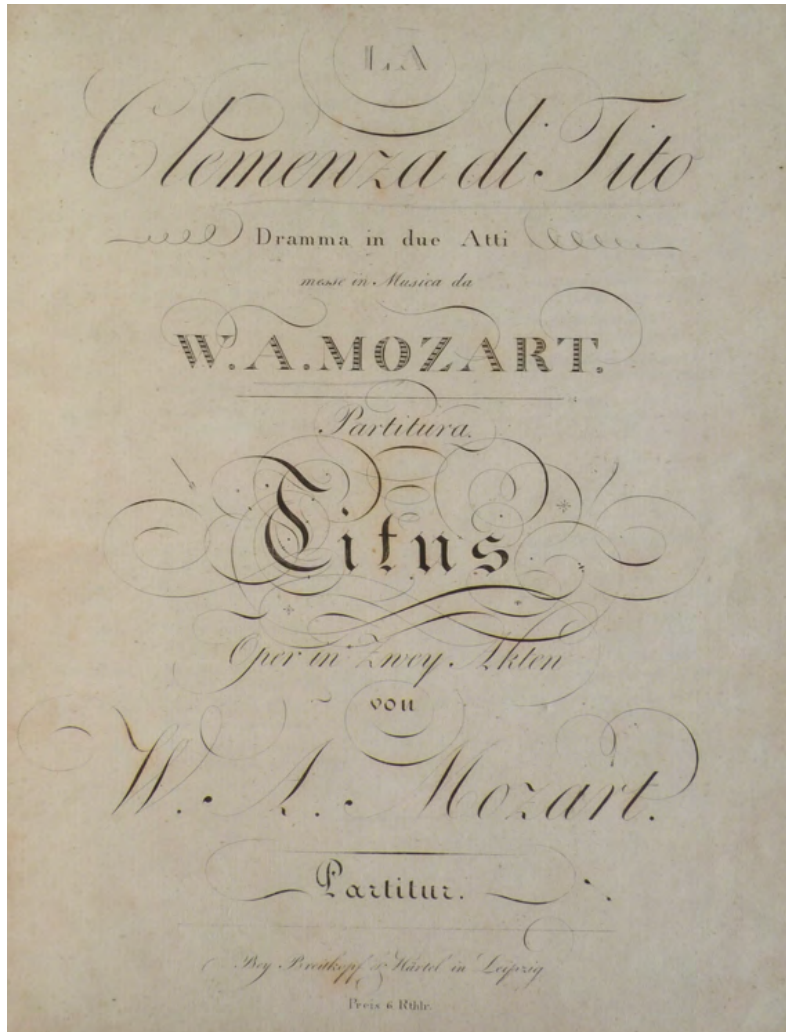 LA
Clemenza di Tito
Dramma in due Atti
messe in Musica da
W. A. MOZART.
Partitura.
Titus
Oper in zwey Akten
von
W. A. Mozart.
Partitur.
Bey Breitkopf & Härtel in Leipzig
Preis 6 Rthlr.